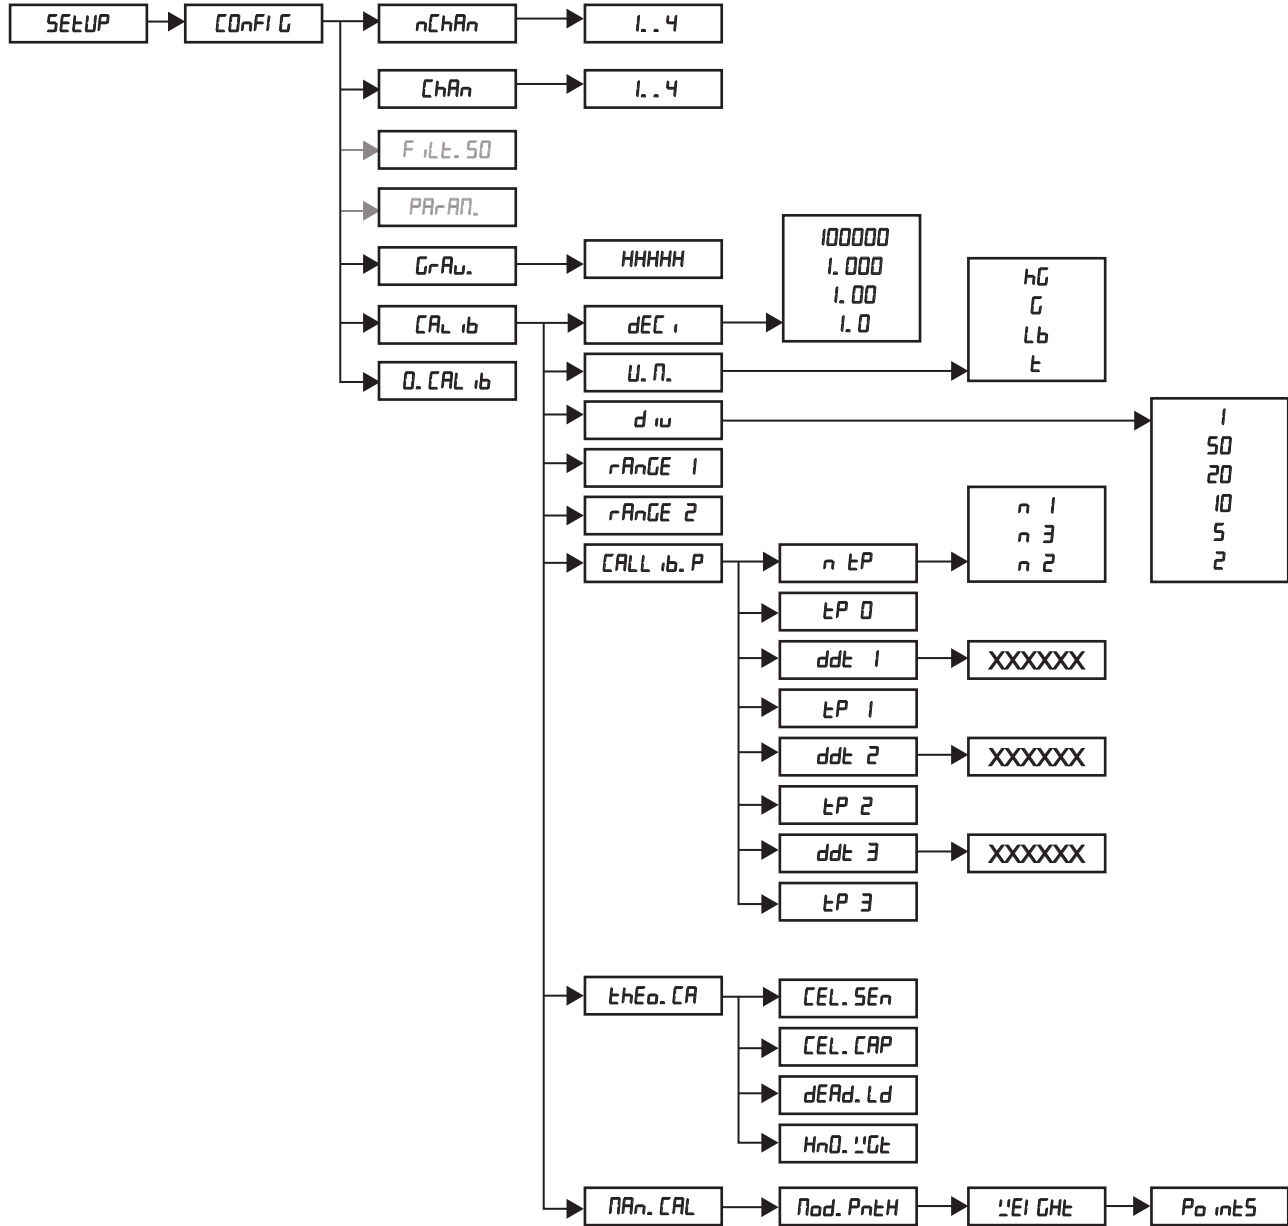 SEtUP
COnFIG
nChAn
1. . 4
ChAn
1. . 4
FiLt. 50
PArAM.
GrAv.
HHHHH
CALib
dECi
100000
1. 000
1. 00
1. 0
U. M.
hG
G
Lb
t
div
1
50
20
10
5
2
rAnGE 1
rAnGE 2
CALLib. P
n tP
n 1
n 3
n 2
tP 0
ddt 1
XXXXXX
tP 1
ddt 2
XXXXXX
tP 2
ddt 3
XXXXXX
tP 3
0. CALib
thEo. CA
CEL. SEn
CEL. CAP
dEAd. Ld
HnO. WGt
MAn. CAL
Mod. PntH
WEIGHt
PointS